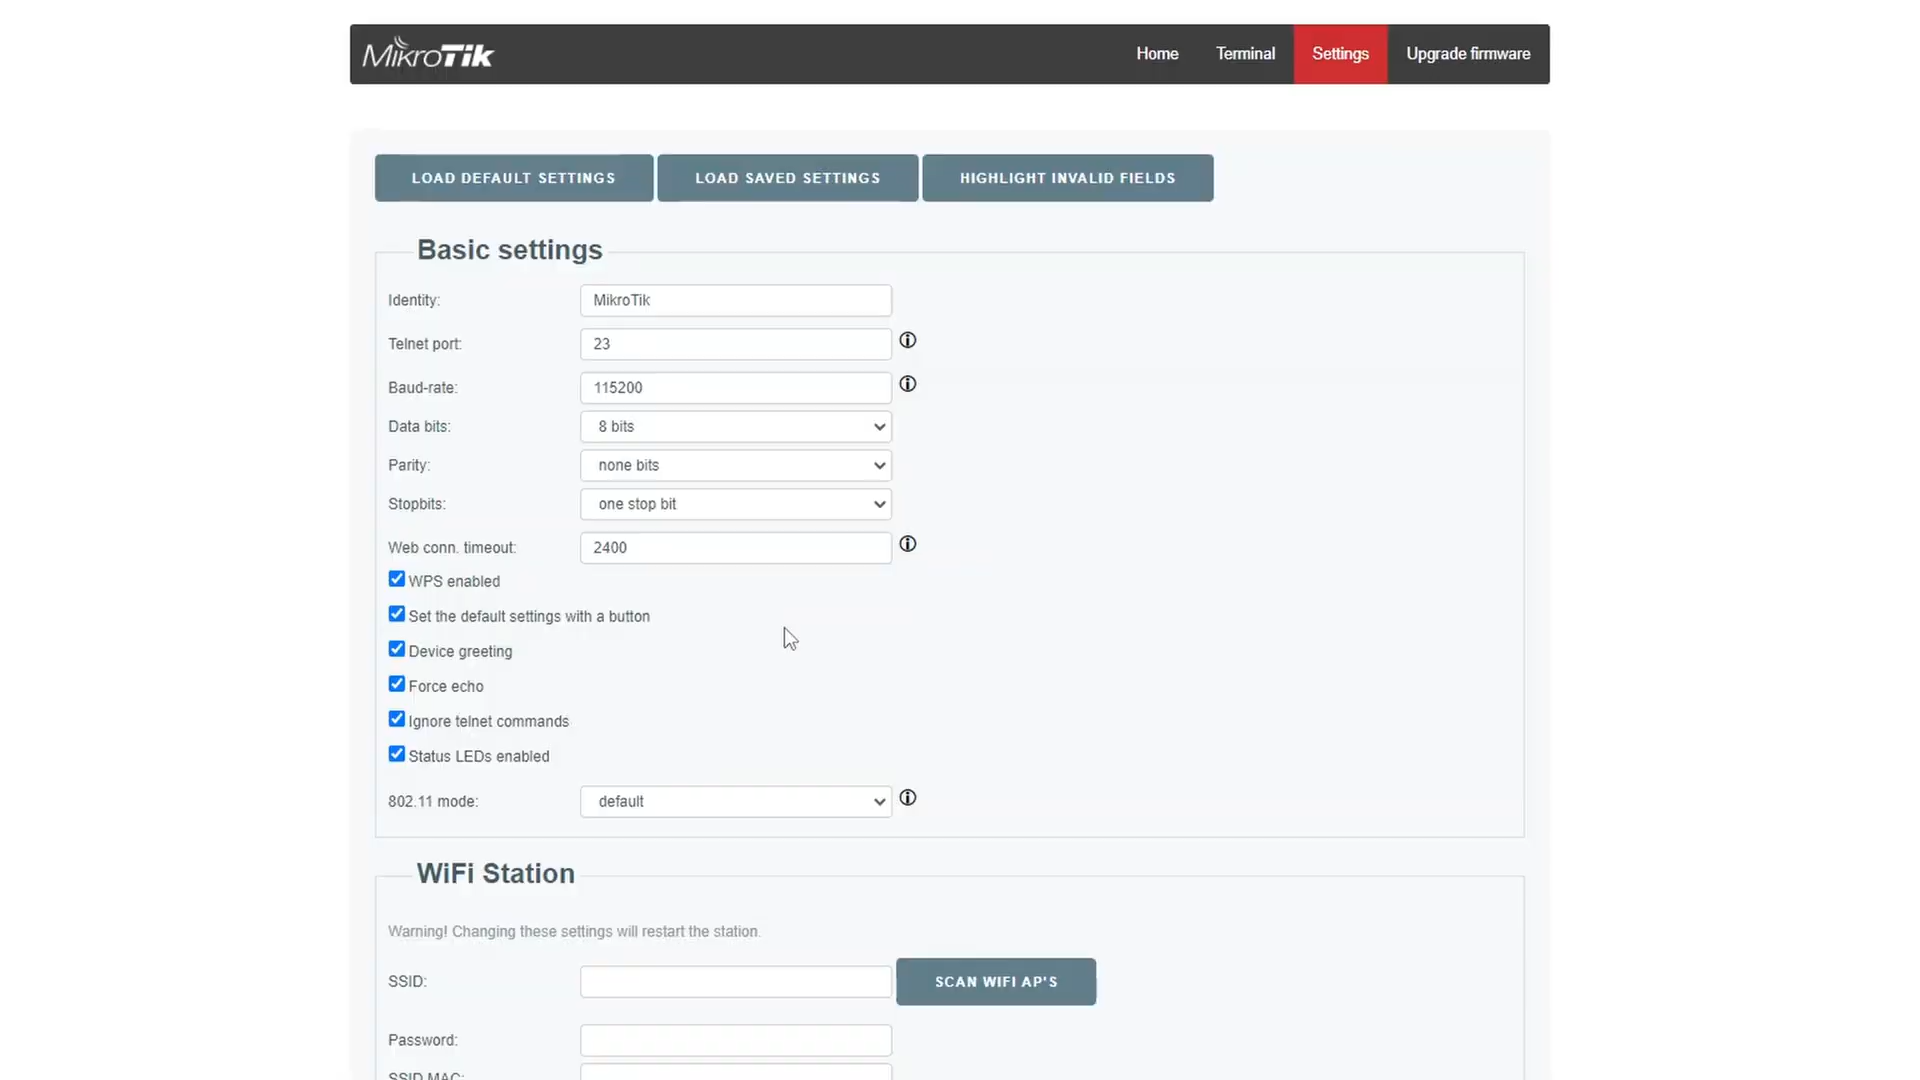 MikroTik
Home Terminal Settings Upgrade firmware
LOAD DEFAULT SETTINGS LOAD SAVED SETTINGS HIGHLIGHT INVALID FIELDS
Basic settings
Identity: MikroTik
Telnet port: 23
Baud-rate: 115200
Data bits: 8 bits
Parity: none bits
Stopbits: one stop bit
Web conn. timeout: 2400
WPS enabled
Set the default settings with a button
Device greeting
Force echo
Ignore telnet commands
Status LEDs enabled
802.11 mode: default
WiFi Station
Warning! Changing these settings will restart the station.
SSID: SCAN WIFI AP'S
Password:
SSID MAC: